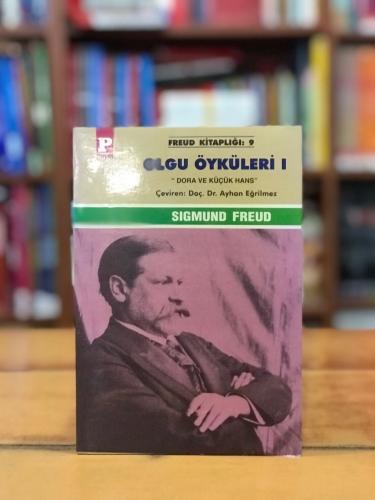 FREUD KİTAPLIĞI: 9
P
OLGU ÖYKÜLERİ I
" DORA VE KÜÇÜK HANS"
Çeviren: Doç. Dr. Ayhan Eğrilmez
SIGMUND FREUD